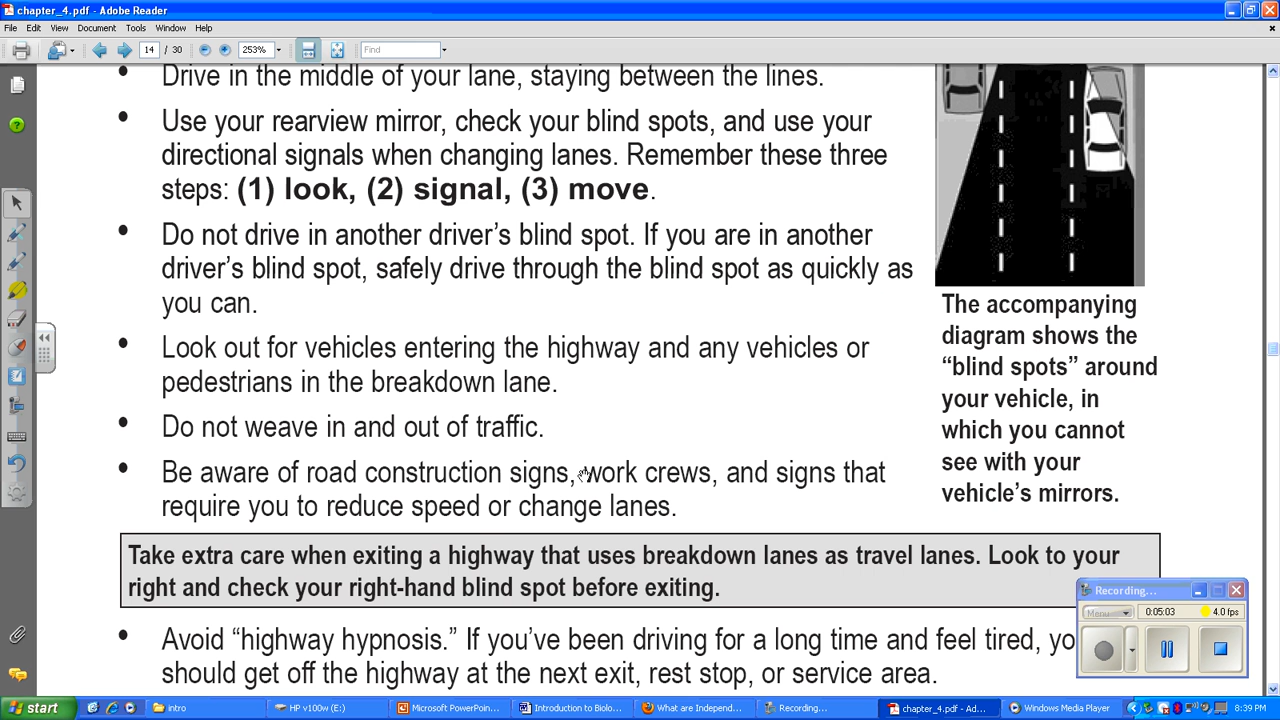 chapter_4.pdf - Adobe Reader
File Edit View Document Tools Window Help
14 / 30 253% Find
• Drive in the middle of your lane, staying between the lines.
• Use your rearview mirror, check your blind spots, and use your
directional signals when changing lanes. Remember these three
steps: (1) look, (2) signal, (3) move.
• Do not drive in another driver's blind spot. If you are in another
driver's blind spot, safely drive through the blind spot as quickly as
you can.
• Look out for vehicles entering the highway and any vehicles or
pedestrians in the breakdown lane.
• Do not weave in and out of traffic.
• Be aware of road construction signs, work crews, and signs that
require you to reduce speed or change lanes.
The accompanying
diagram shows the
“blind spots” around
your vehicle, in
which you cannot
see with your
vehicle's mirrors.
Take extra care when exiting a highway that uses breakdown lanes as travel lanes. Look to your
right and check your right-hand blind spot before exiting.
• Avoid “highway hypnosis.” If you've been driving for a long time and feel tired, yo
should get off the highway at the next exit, rest stop, or service area.
Recording...
Menu 0:05:03 4.0 fps
start intro HP v100w (E:) Microsoft PowerPoin... Introduction to Biolo... What are Independ... Recording... chapter_4.pdf - Ad... Windows Media Player 8:39 PM